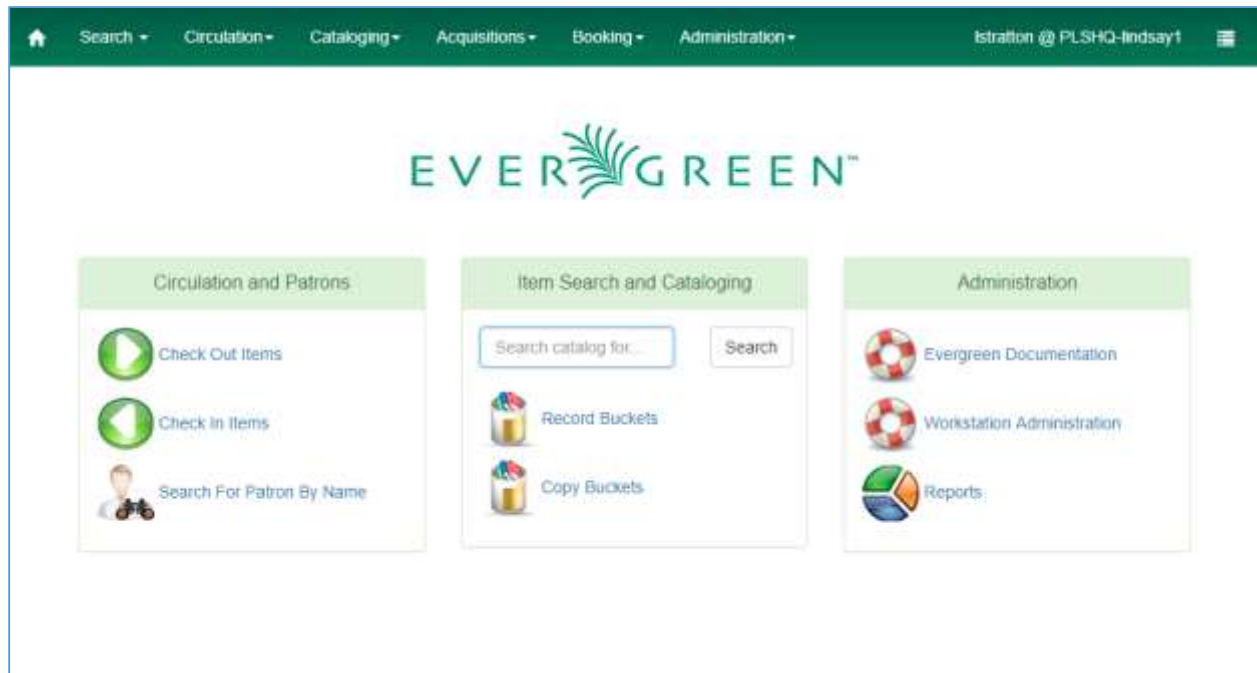 Search Circulation Cataloging Acquisitions Booking Administration lstratton @ PLSHQ-lindsay1
EVERGREEN™
Circulation and Patrons
Check Out Items
Check In Items
Search For Patron By Name
Item Search and Cataloging
Search catalog for... Search
Record Buckets
Copy Buckets
Administration
Evergreen Documentation
Workstation Administration
Reports